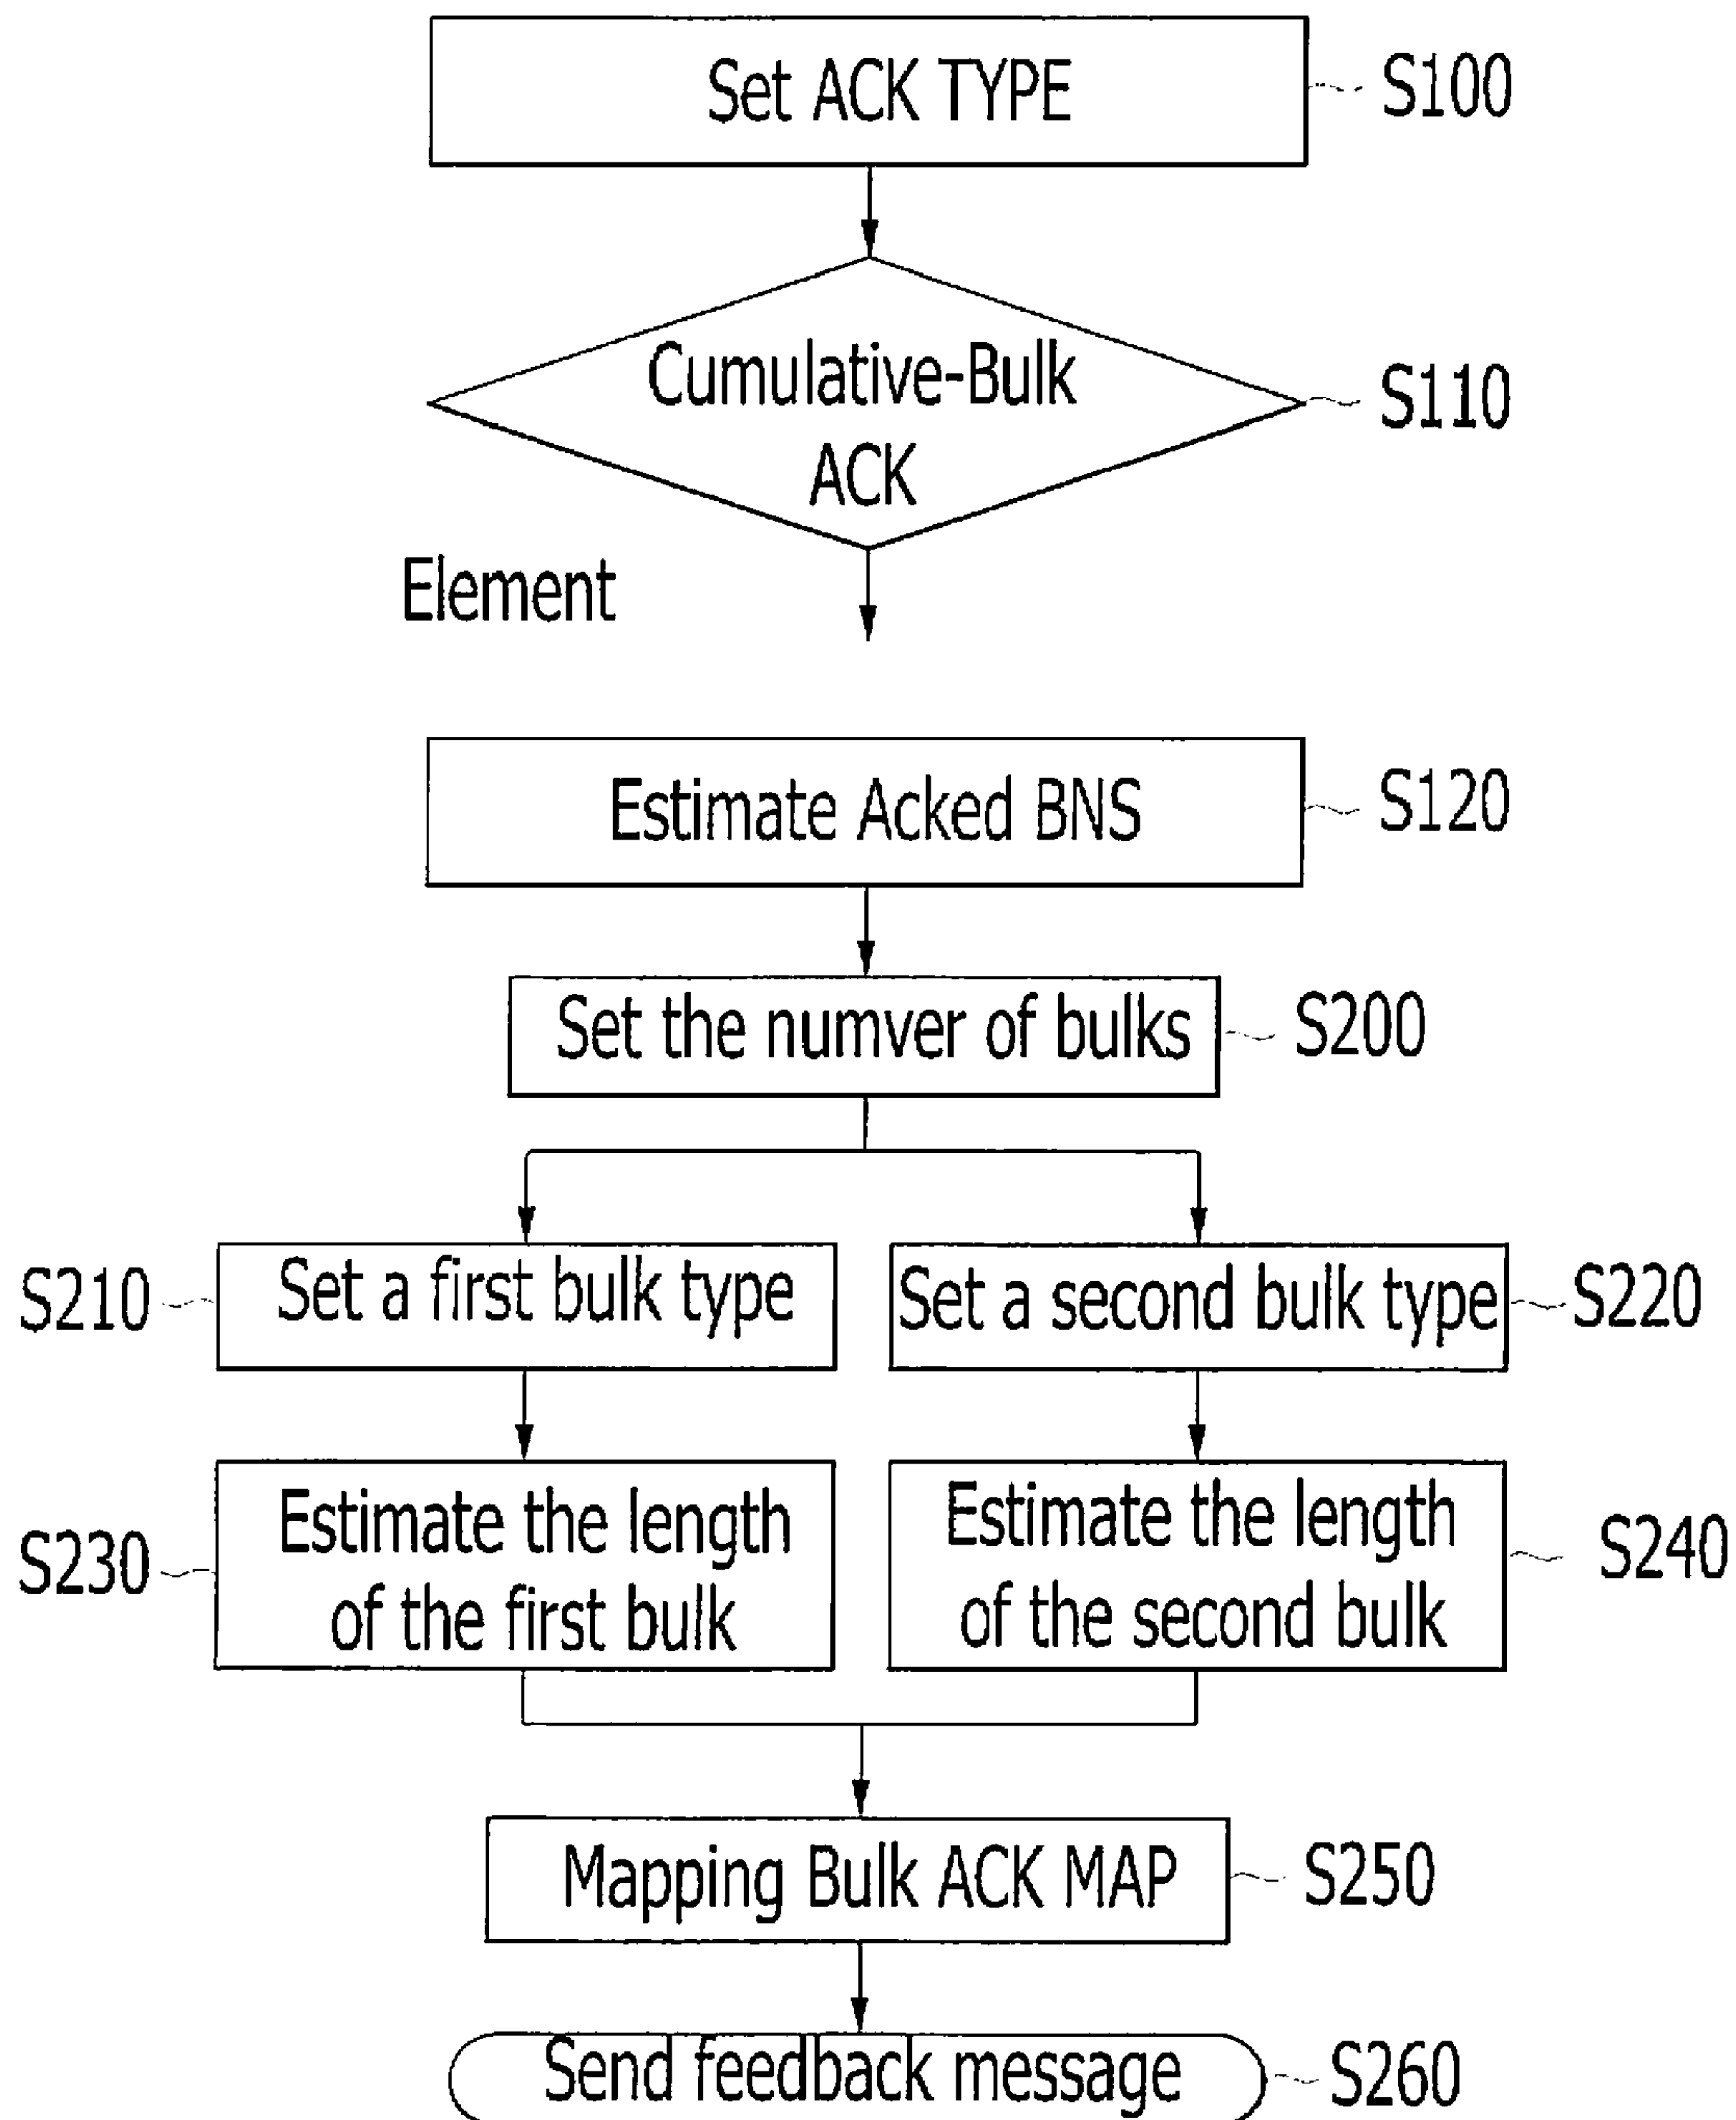 Set ACK TYPE
S100
Cumulative-Bulk
ACK
S110
Element
Estimate Acked BNS
S120
Set the numver of bulks
S200
S210
Set a first bulk type
Set a second bulk type
S220
S230
Estimate the length
of the first bulk
Estimate the length
of the second bulk
S240
Mapping Bulk ACK MAP
S250
Send feedback message
S260